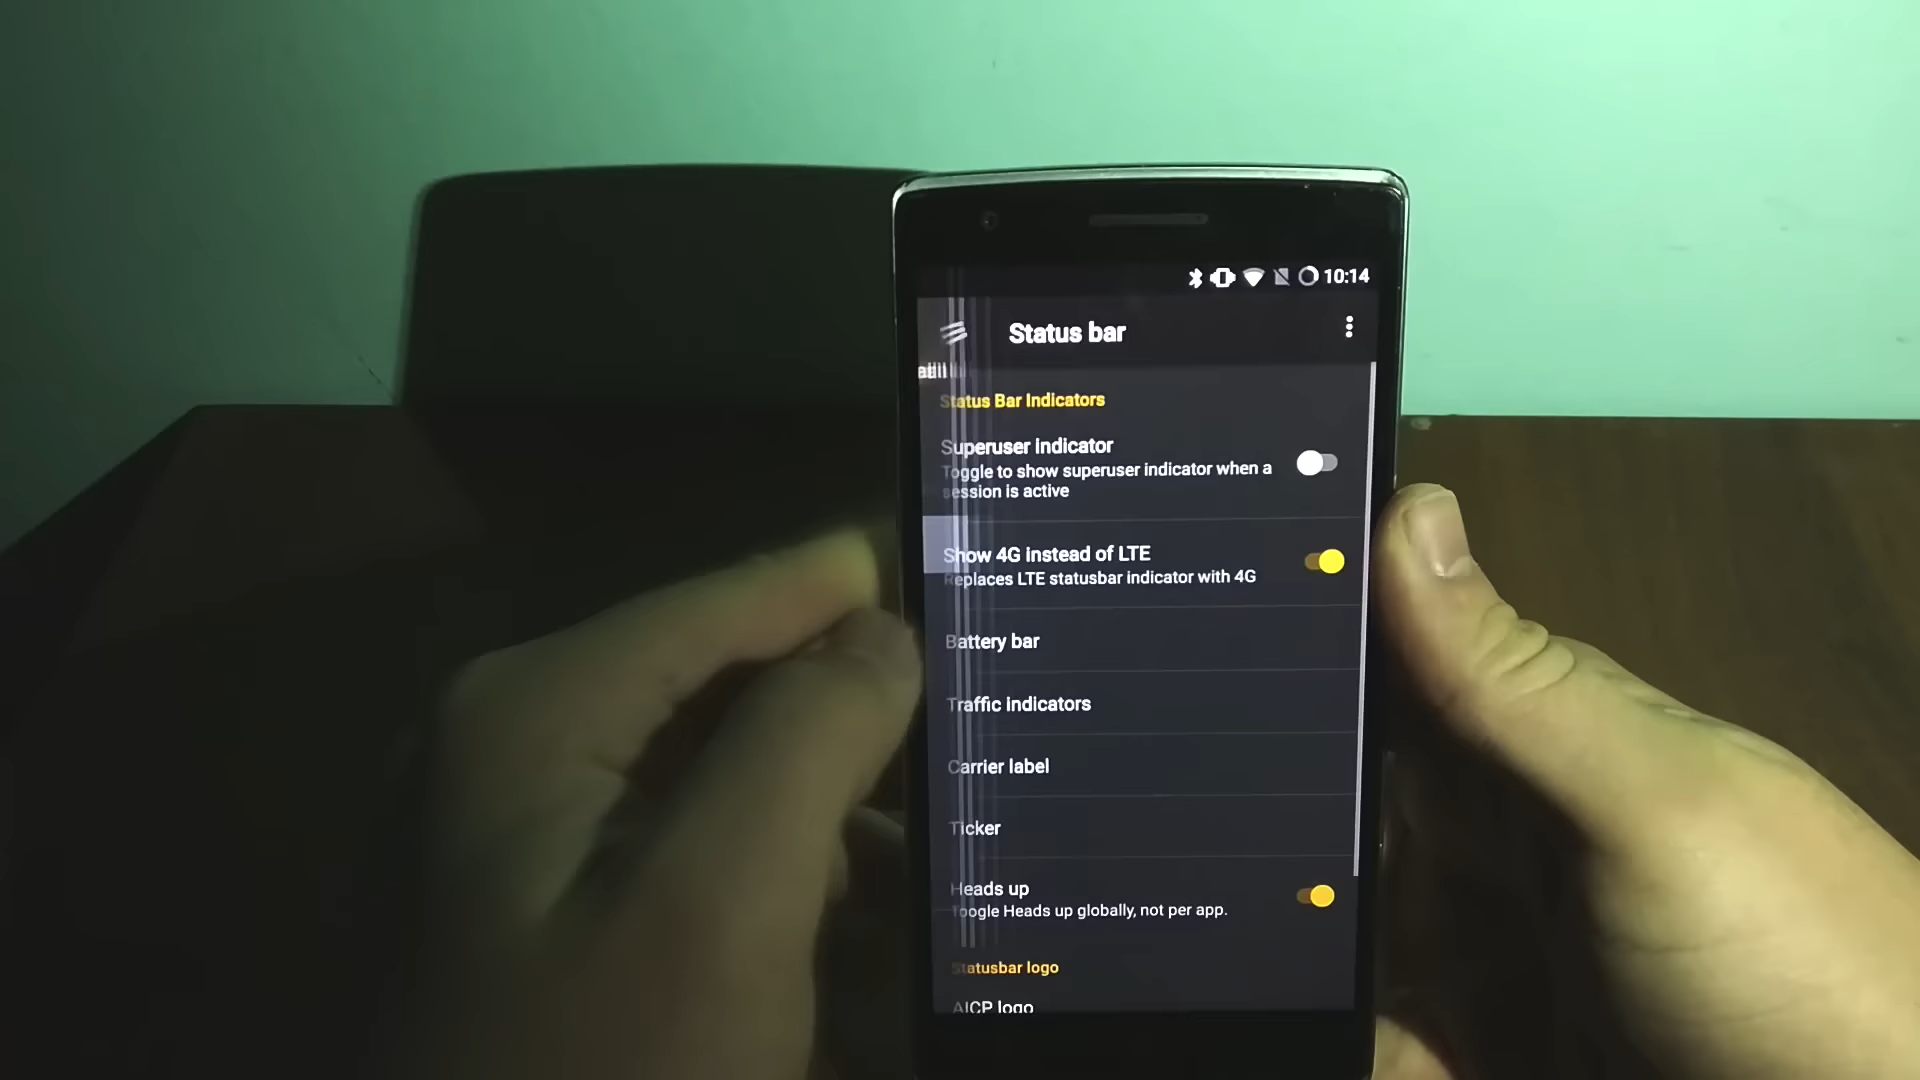 10:14
Status bar
Status Bar Indicators
Superuser indicator
Toggle to show superuser indicator when a
session is active
Show 4G instead of LTE
Replaces LTE statusbar indicator with 4G
Battery bar
Traffic indicators
Carrier label
Ticker
Heads up
Toogle Heads up globally, not per app.
Statusbar logo
AICP logo